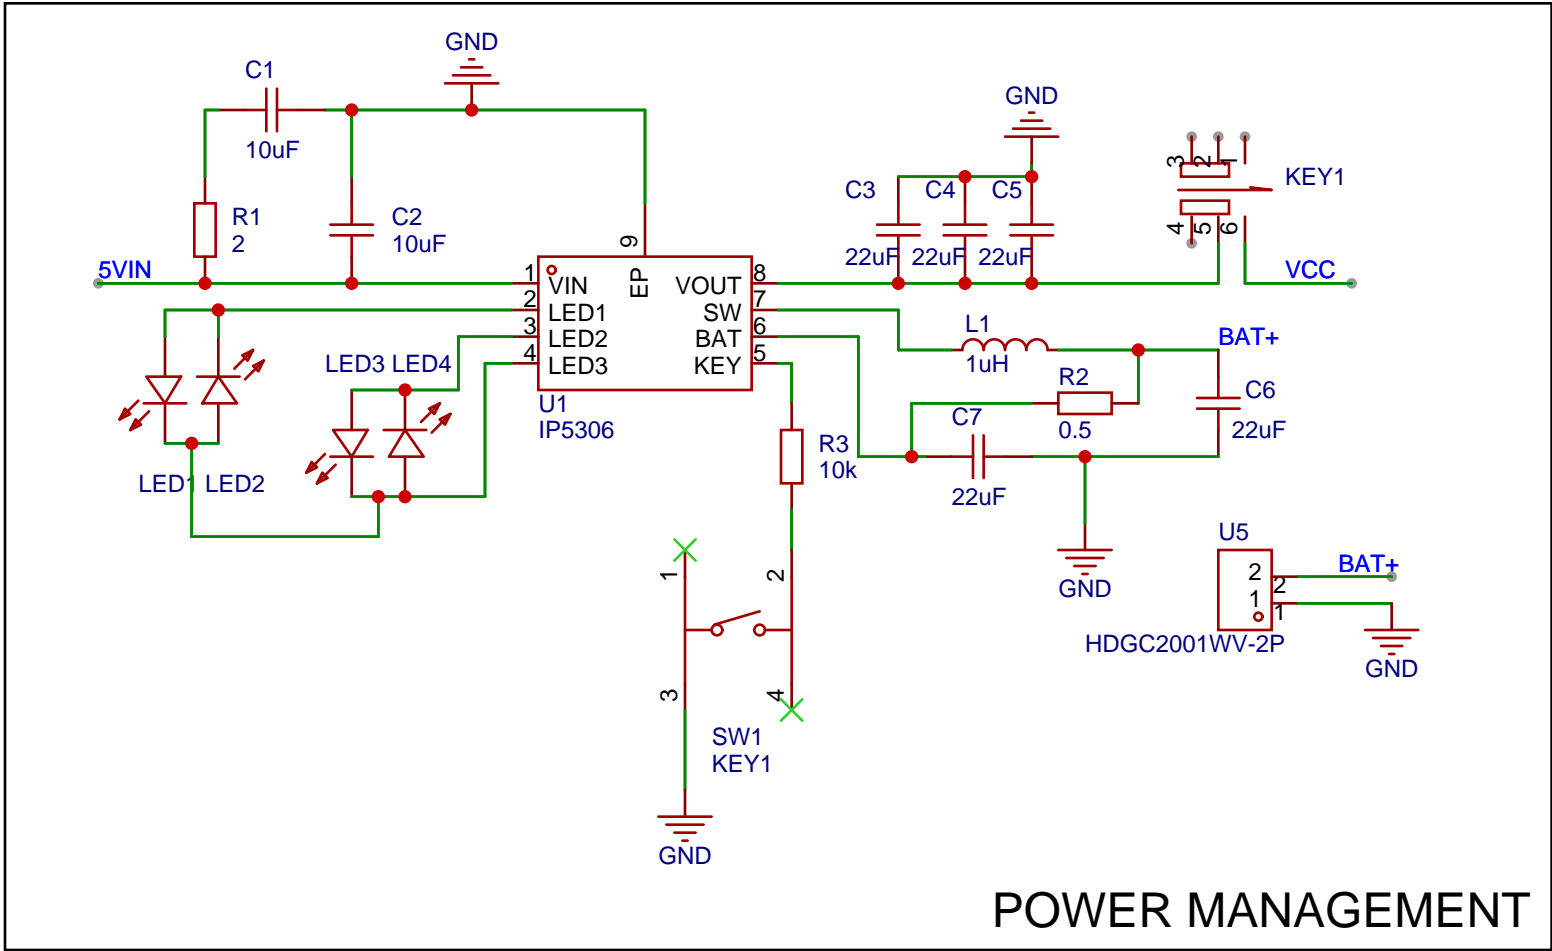 GND
C1
10uF
R1
2
C2
10uF
5VIN
GND
C3
C4
C5
22uF
22uF
22uF
3
2
1
KEY1
4
5
6
VCC
9
EP
1
VIN
2
LED1
3
LED2
4
LED3
8
VOUT
7
SW
6
BAT
5
KEY
U1
IP5306
LED3 LED4
LED1 LED2
L1
1uH
BAT+
R2
0.5
C6
22uF
C7
22uF
R3
10k
GND
1
2
3
4
SW1
KEY1
GND
U5
2
2
1
1
BAT+
HDGC2001WV-2P
GND
POWER MANAGEMENT